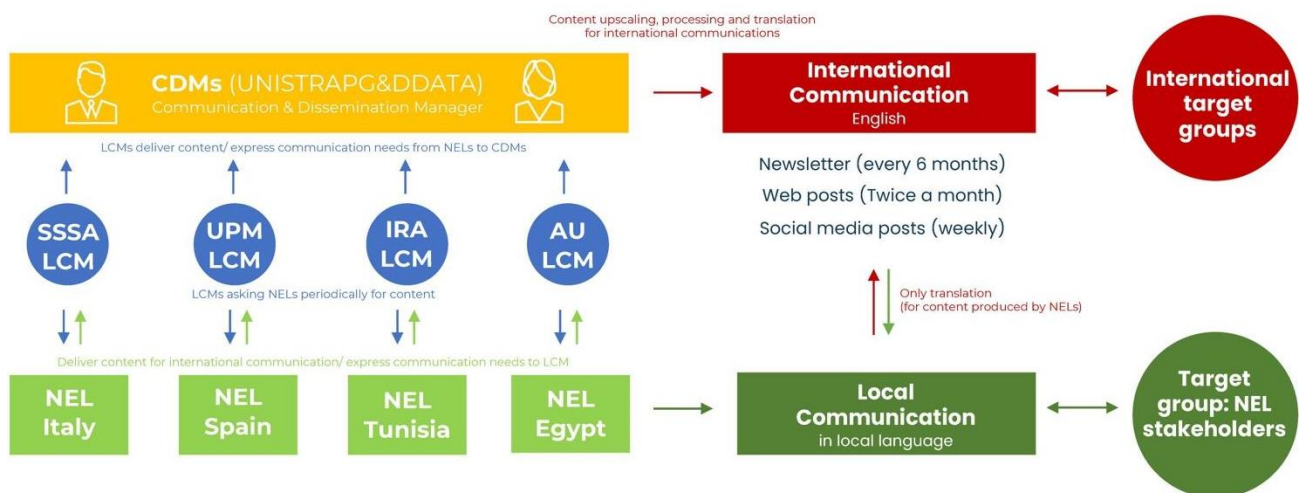 Content upscaling, processing and translation
for international communications
CDMs (UNISTRAPG&DDATA)
Communication & Dissemination Manager
International
Communication
English
International
target
groups
LCMs deliver content/ express communication needs from NELs to CDMs
Newsletter (every 6 months)
Web posts (Twice a month)
Social media posts (weekly)
SSSA
LCM
UPM
LCM
IRA
LCM
AU
LCM
LCMs asking NELs periodically for content
Only translation
(for content produced by NELs)
Deliver content for international communication/ express communication needs to LCM
NEL
Italy
NEL
Spain
NEL
Tunisia
NEL
Egypt
Local
Communication
in local language
Target
group: NEL
stakeholders